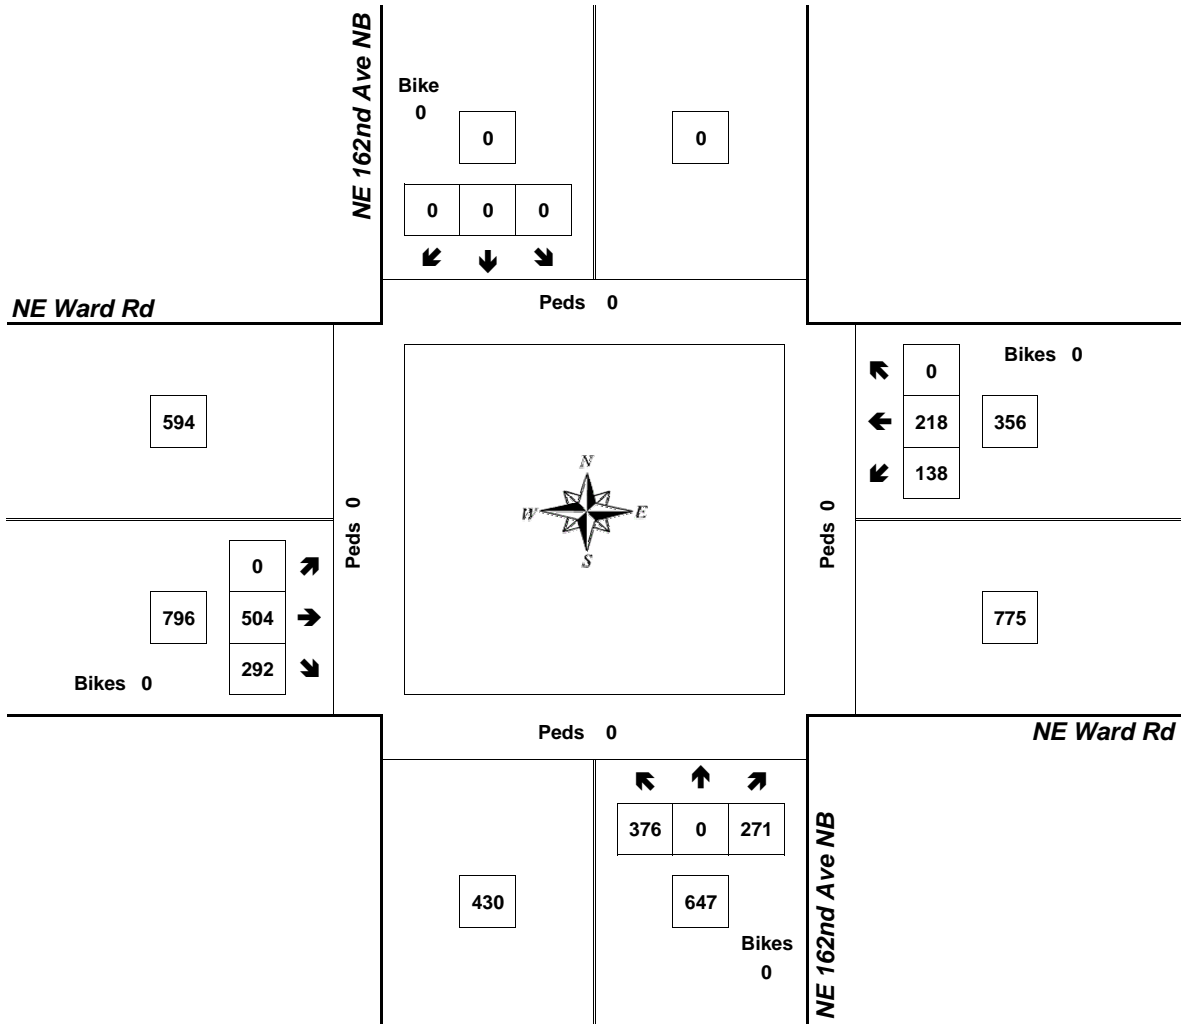 NE 162nd Ave NB
Bike
0
0
0
0 0 0
Peds 0
NE Ward Rd
Bikes 0
0
594
218 356
138
N
W E
S
Peds 0
Peds 0
0
796 504
292
775
Bikes 0
Peds 0
NE Ward Rd
376 0 271
430
647
Bikes
0
NE 162nd Ave NB